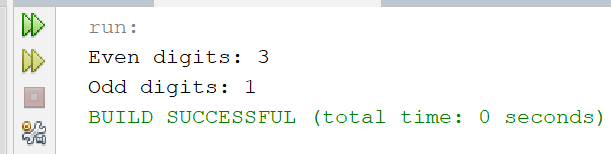 run:
Even digits: 3
Odd digits: 1
BUILD SUCCESSFUL (total time: 0 seconds)